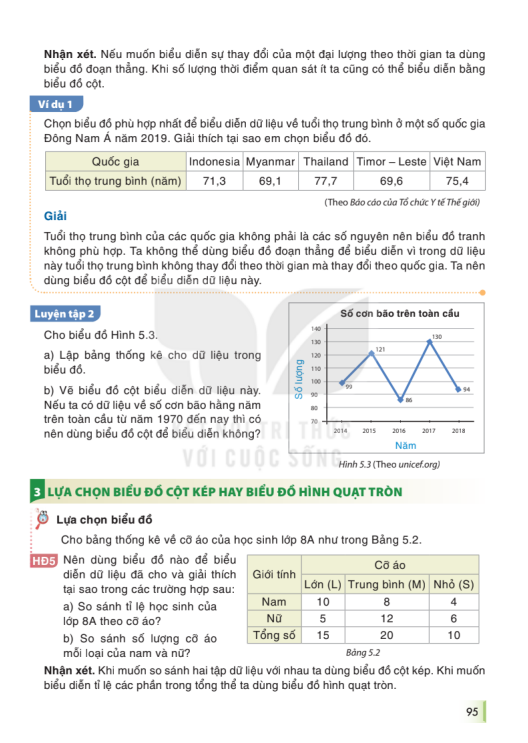 Nhận xét. Nếu muốn biểu diễn sự thay đổi của một đại lượng theo thời gian ta dùng
biểu đồ đoạn thẳng. Khi số lượng thời điểm quan sát ít ta cũng có thể biểu diễn bằng
biểu đồ cột.
Ví dụ 1
Chọn biểu đồ phù hợp nhất để biểu diễn dữ liệu về tuổi thọ trung bình ở một số quốc gia
Đông Nam Á năm 2019. Giải thích tại sao em chọn biểu đồ đó.
Quốc gia Indonesia Myanmar Thailand Timor – Leste Việt Nam
Tuổi thọ trung bình (năm) 71,3 69,1 77,7 69,6 75,4
(Theo Báo cáo của Tổ chức Y tế Thế giới)
Giải
Tuổi thọ trung bình của các quốc gia không phải là các số nguyên nên biểu đồ tranh
không phù hợp. Ta không thể dùng biểu đồ đoạn thẳng để biểu diễn vì trong dữ liệu
này tuổi thọ trung bình không thay đổi theo thời gian mà thay đổi theo quốc gia. Ta nên
dùng biểu đồ cột để biểu diễn dữ liệu này.
Luyện tập 2
Cho biểu đồ Hình 5.3.
a) Lập bảng thống kê cho dữ liệu trong
biểu đồ.
b) Vẽ biểu đồ cột biểu diễn dữ liệu này.
Nếu ta có dữ liệu về số cơn bão hằng năm
trên toàn cầu từ năm 1970 đến nay thì có
nên dùng biểu đồ cột để biểu diễn không?
Số cơn bão trên toàn cầu
Số lượng
140
130
120
110
100
90
80
70
99
121
86
130
94
2014 2015 2016 2017 2018
Năm
Hình 5.3 (Theo unicef.org)
KẾT NỐI TRI THỨC
VỚI CUỘC SỐNG
3 LỰA CHỌN BIỂU ĐỒ CỘT KÉP HAY BIỂU ĐỒ HÌNH QUẠT TRÒN
Lựa chọn biểu đồ
Cho bảng thống kê về cỡ áo của học sinh lớp 8A như trong Bảng 5.2.
HĐ5 Nên dùng biểu đồ nào để biểu
diễn dữ liệu đã cho và giải thích
tại sao trong các trường hợp sau:
a) So sánh tỉ lệ học sinh của
lớp 8A theo cỡ áo?
b) So sánh số lượng cỡ áo
mỗi loại của nam và nữ?
Giới tính Cỡ áo
Lớn (L) Trung bình (M) Nhỏ (S)
Nam 10 8 4
Nữ 5 12 6
Tổng số 15 20 10
Bảng 5.2
Nhận xét. Khi muốn so sánh hai tập dữ liệu với nhau ta dùng biểu đồ cột kép. Khi muốn
biểu diễn tỉ lệ các phần trong tổng thể ta dùng biểu đồ hình quạt tròn.
95